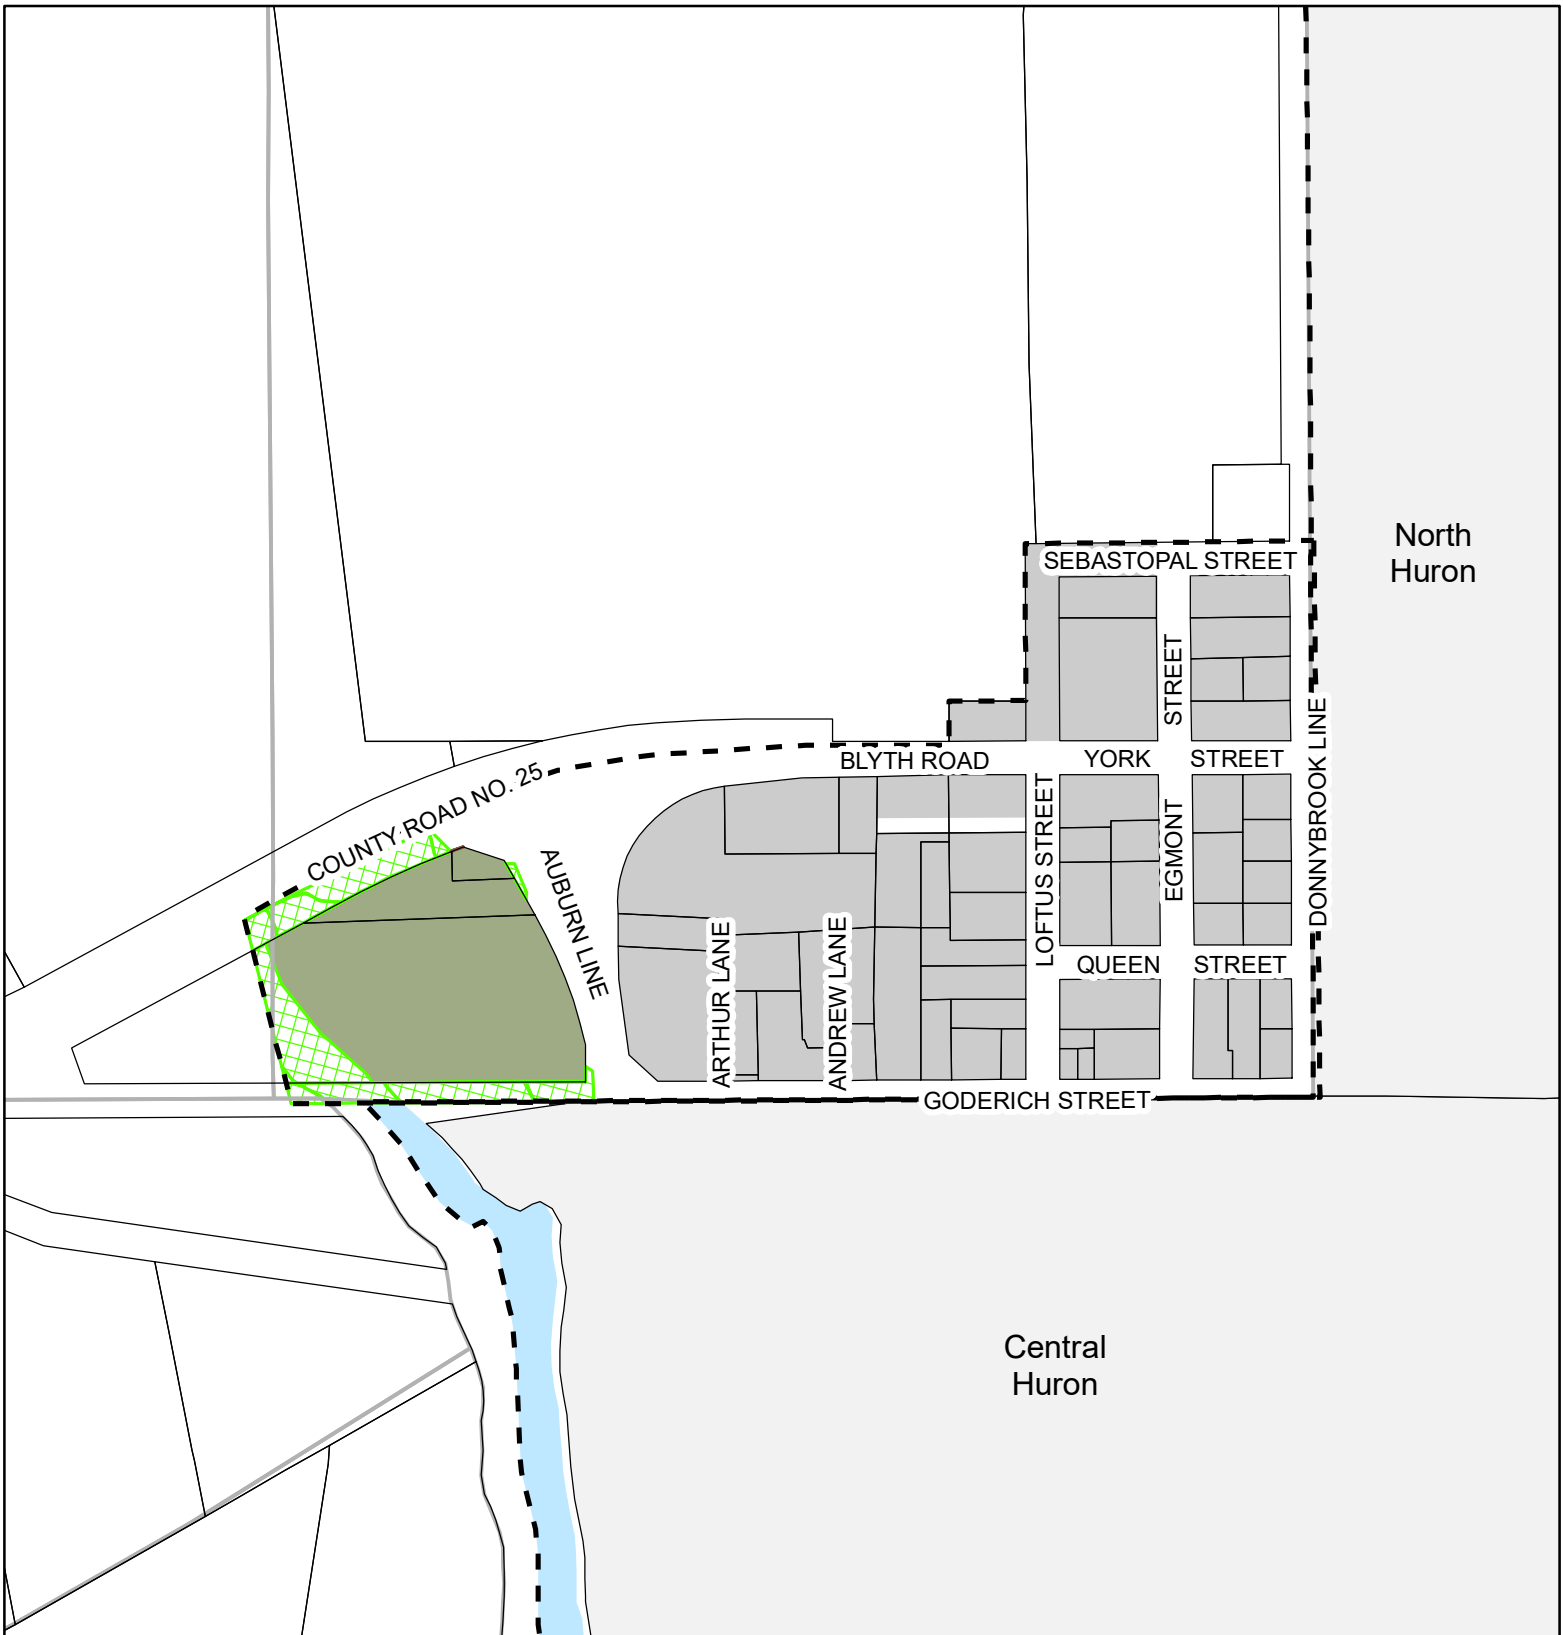 North
Huron
SEBASTOPAL STREET
STREET
DONNYBROOK LINE
BLYTH ROAD
YORK STREET
COUNTY ROAD NO. 25
LOFTUS STREET
EGMONT
AUBURN LINE
ARTHUR LANE
ANDREW LANE
QUEEN STREET
GODERICH STREET
Central
Huron